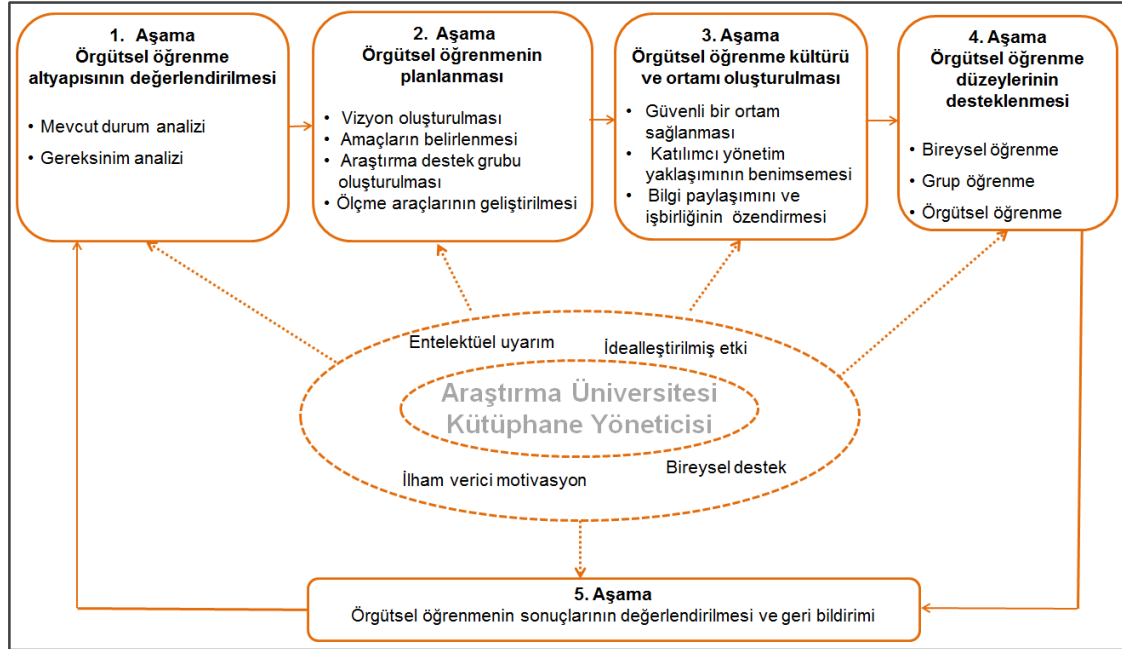 1. Aşama
Örgütsel öğrenme
altyapısının değerlendirilmesi
• Mevcut durum analizi
• Gereksinim analizi
2. Aşama
Örgütsel öğrenmenin
planlanması
• Vizyon oluşturulması
• Amaçların belirlenmesi
• Araştırma destek grubu
oluşturulması
• Ölçme araçlarının geliştirilmesi
3. Aşama
Örgütsel öğrenme kültürü
ve ortamı oluşturulması
• Güvenli bir ortam
sağlanması
• Katılımcı yönetim
yaklaşımının benimsemesi
• Bilgi paylaşımını ve
işbirliğinin özendirmesi
4. Aşama
Örgütsel öğrenme
düzeylerinin
desteklenmesi
• Bireysel öğrenme
• Grup öğrenme
• Örgütsel öğrenme
Entelektüel uyarım
İdealleştirilmiş etki
Araştırma Üniversitesi
Kütüphane Yöneticisi
İlham verici motivasyon
Bireysel destek
5. Aşama
Örgütsel öğrenmenin sonuçlarının değerlendirilmesi ve geri bildirimi